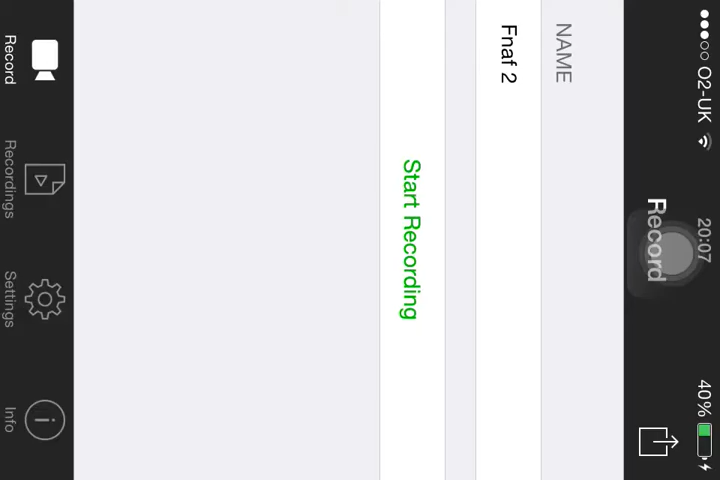 O2-UK 20:07 40%
Record
NAME
Fnaf 2
Start Recording
Record Recordings Settings Info